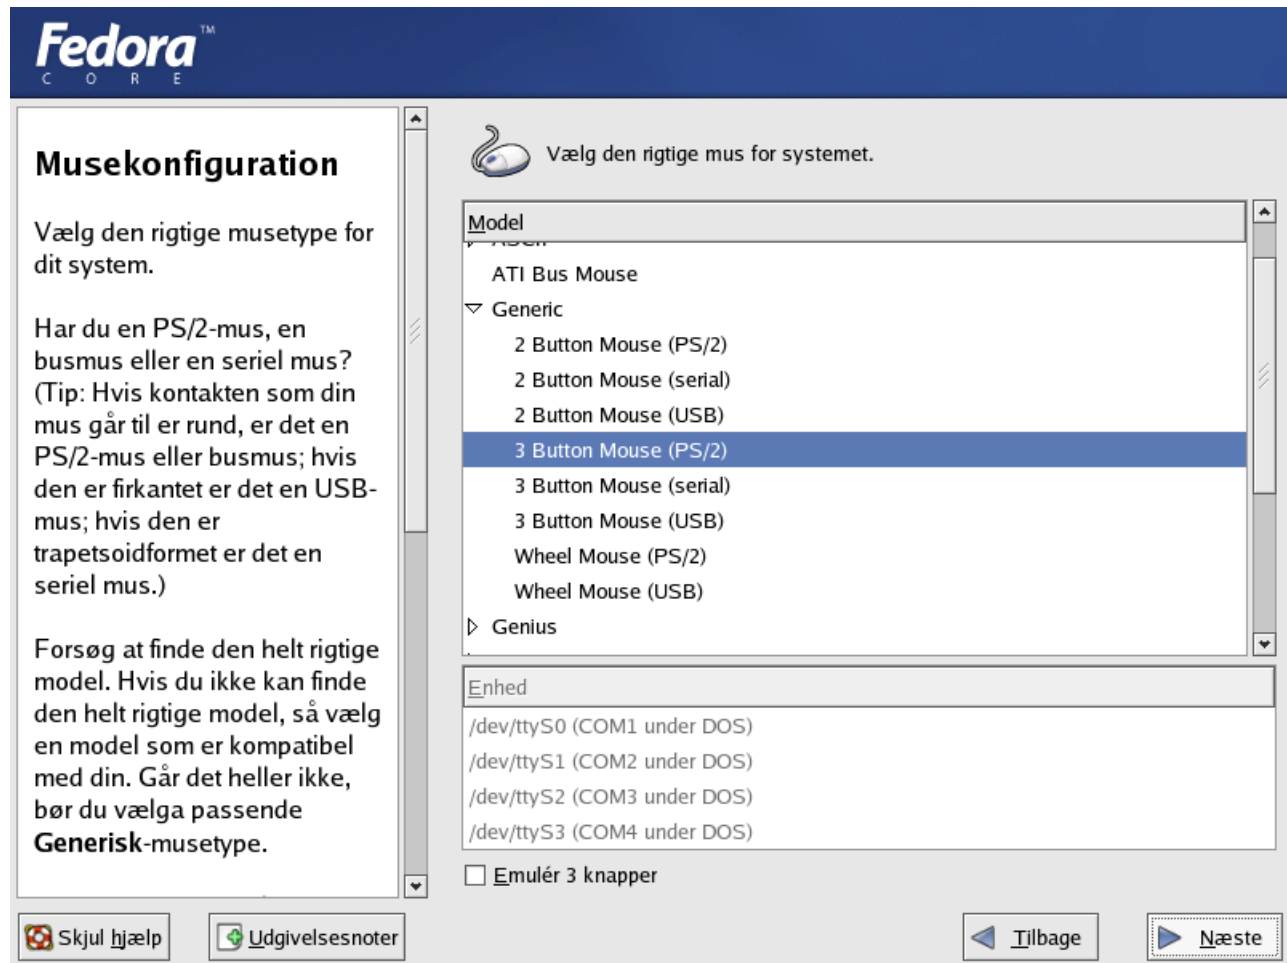 Fedora™
CORE
Musekonfiguration
Vælg den rigtige musetype for
dit system.
Har du en PS/2-mus, en
busmus eller en seriel mus?
(Tip: Hvis kontakten som din
mus går til er rund, er det en
PS/2-mus eller busmus; hvis
den er firkantet er det en USB-
mus; hvis den er
trapetsoidformet er det en
seriel mus.)
Forsøg at finde den helt rigtige
model. Hvis du ikke kan finde
den helt rigtige model, så vælg
en model som er kompatibel
med din. Går det heller ikke,
bør du vælga passende
Generisk-musetype.
Vælg den rigtige mus for systemet.
Model
ATI Bus Mouse
Generic
2 Button Mouse (PS/2)
2 Button Mouse (serial)
2 Button Mouse (USB)
3 Button Mouse (PS/2)
3 Button Mouse (serial)
3 Button Mouse (USB)
Wheel Mouse (PS/2)
Wheel Mouse (USB)
Genius
Enhed
/dev/ttyS0 (COM1 under DOS)
/dev/ttyS1 (COM2 under DOS)
/dev/ttyS2 (COM3 under DOS)
/dev/ttyS3 (COM4 under DOS)
Emulér 3 knapper
Skjul hjælp
Udgivelsesnoter
Tilbage
Næste